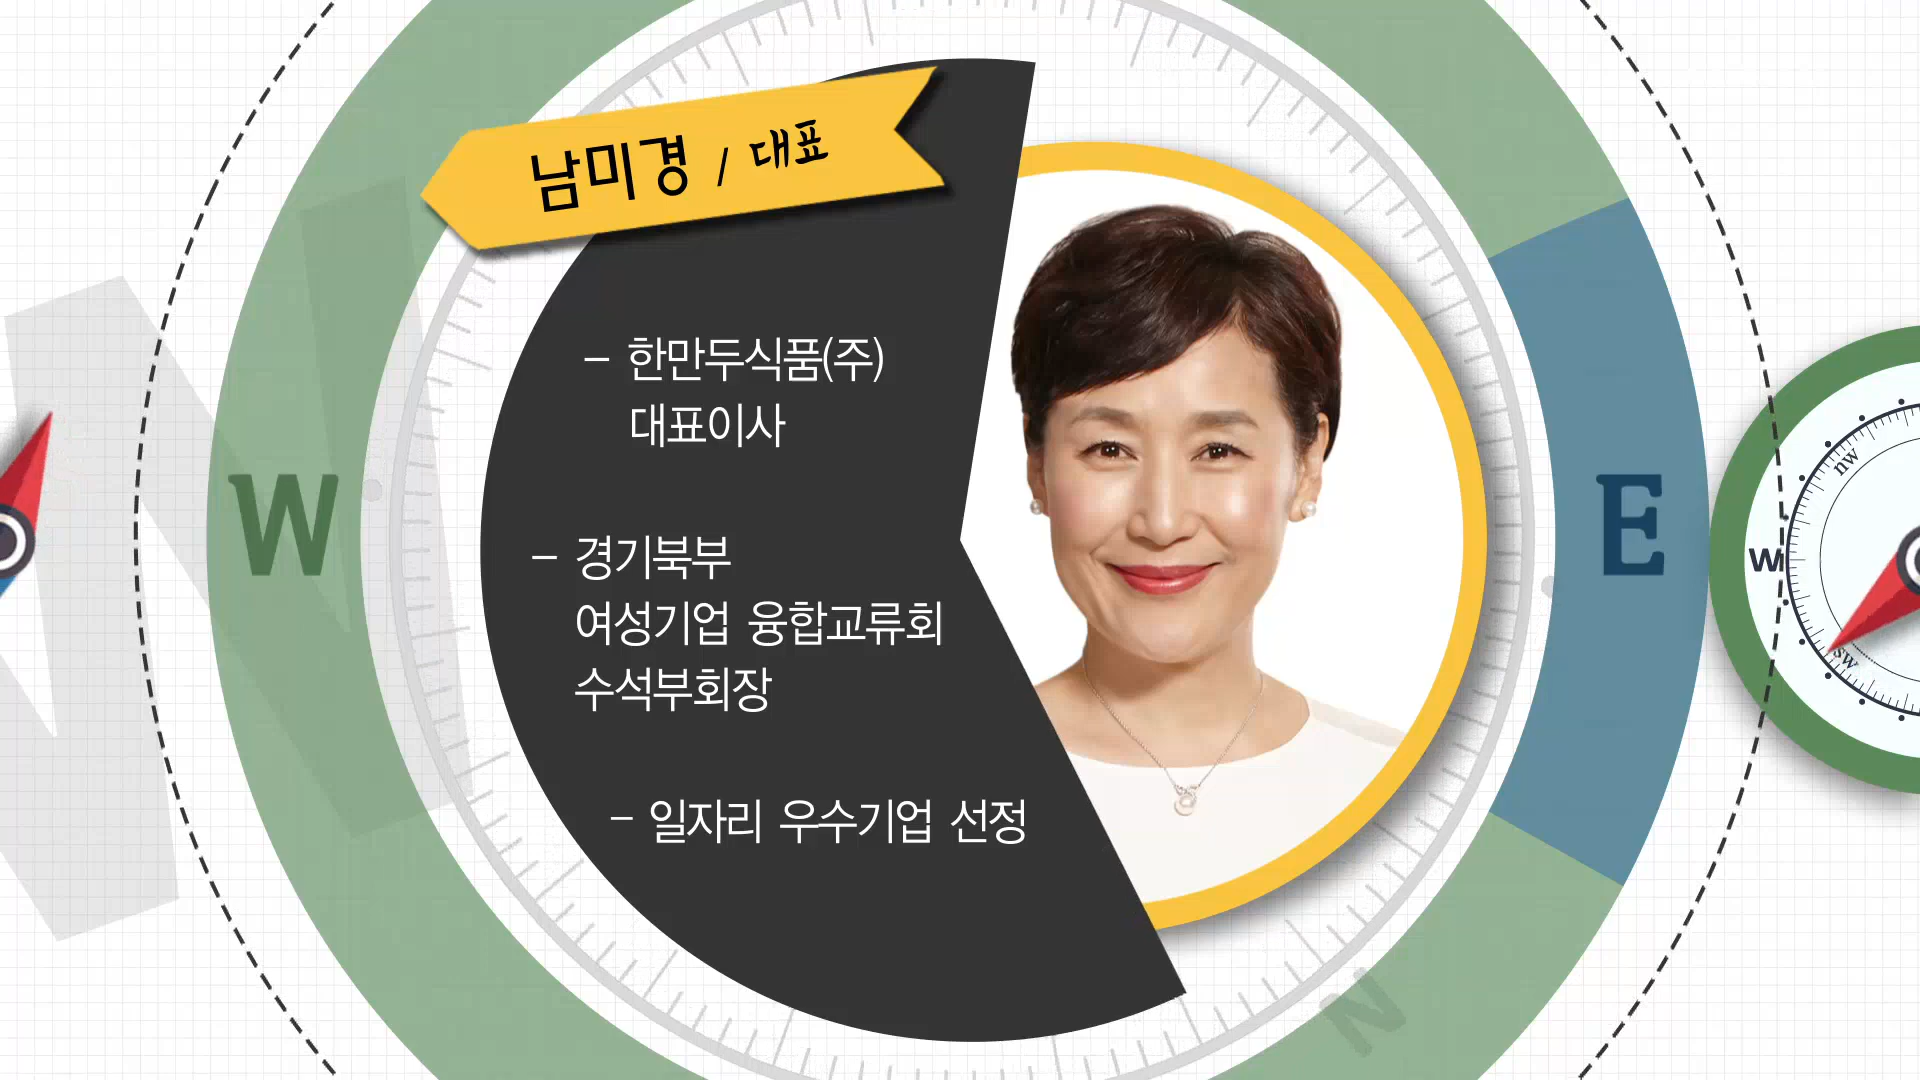 남미경 / 대표
- 한만두식품(주)
대표이사
- 경기북부
여성기업 융합교류회
수석부회장
- 일자리 우수기업 선정
W
E
N
W
nw
w
sw